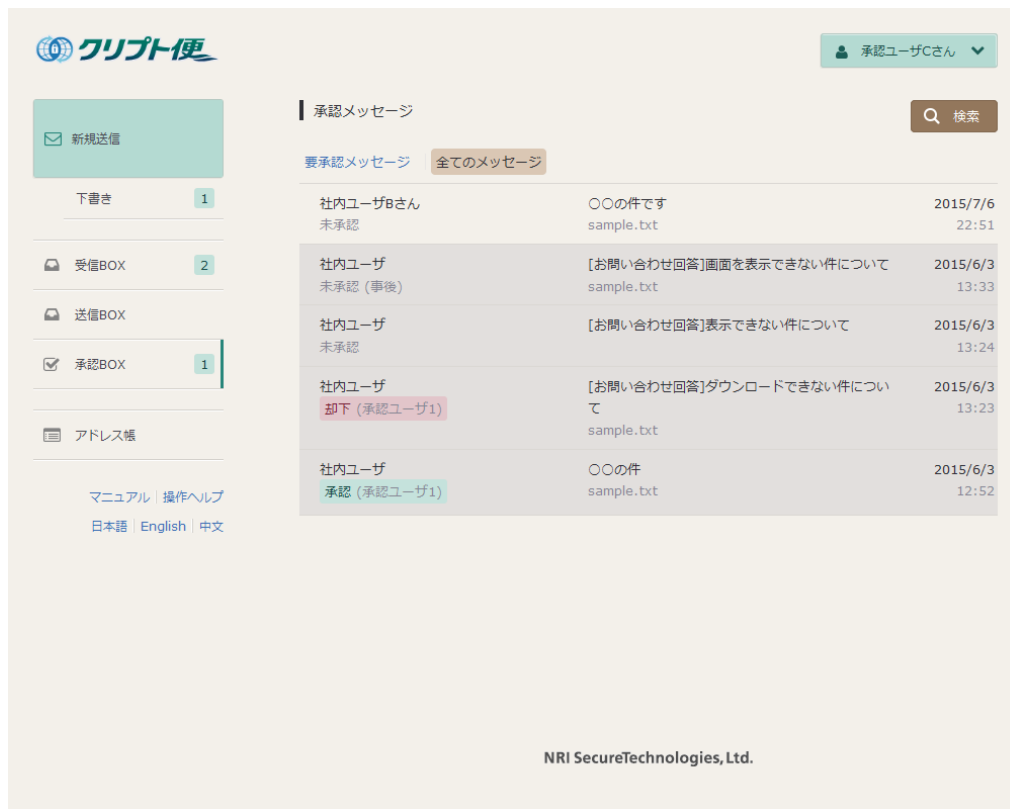 クリプト便
承認ユーザCさん
新規送信
下書き 1
受信BOX 2
送信BOX
承認BOX 1
アドレス帳
マニュアル 操作ヘルプ
日本語 English 中文
承認メッセージ
検索
要承認メッセージ 全てのメッセージ
社内ユーザBさん ○○の件です 2015/7/6
未承認 sample.txt 22:51
社内ユーザ [お問い合わせ回答]画面を表示できない件について 2015/6/3
未承認 (事後) sample.txt 13:33
社内ユーザ [お問い合わせ回答]表示できない件について 2015/6/3
未承認 13:24
社内ユーザ [お問い合わせ回答]ダウンロードできない件につい 2015/6/3
却下 (承認ユーザ1) て 13:23
sample.txt
社内ユーザ ○○の件 2015/6/3
承認 (承認ユーザ1) sample.txt 12:52
NRI SecureTechnologies, Ltd.